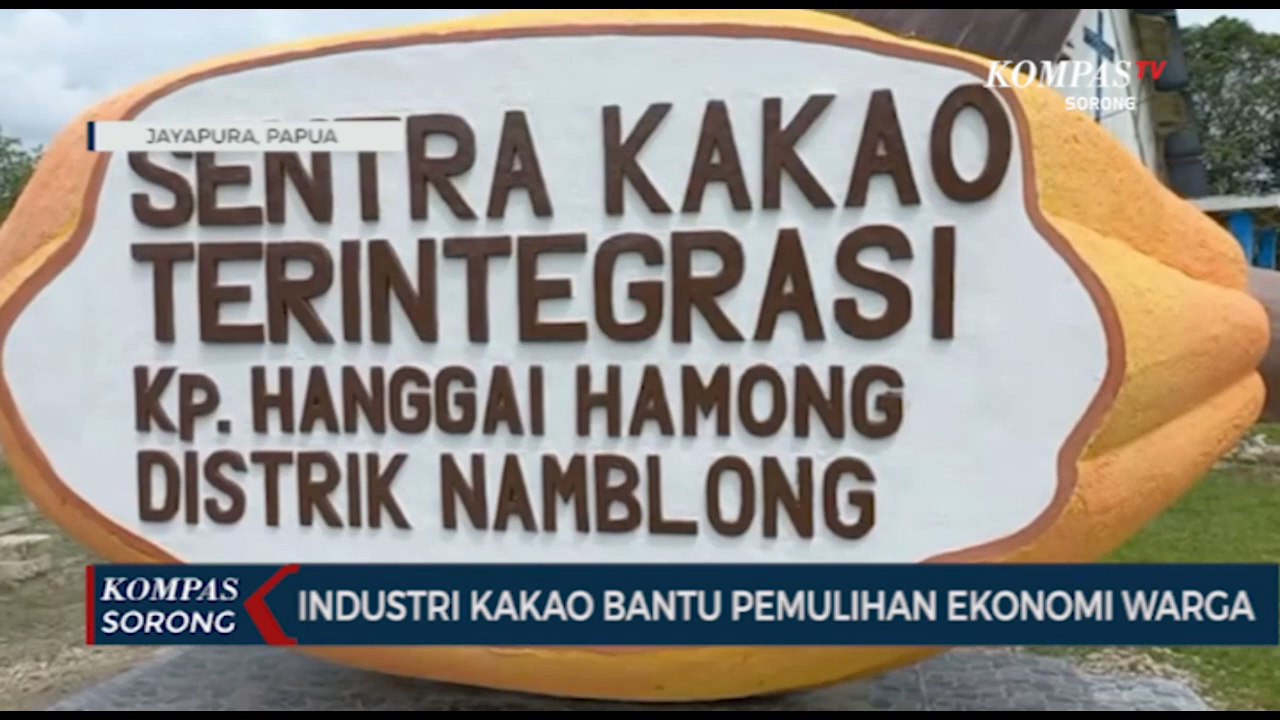 KOMPAS TV
SORONG
JAYAPURA, PAPUA
SENTRA KAKAO
TERINTEGRASI
Kp. HANGGAI HAMONG
DISTRIK NAMBLONG
KOMPAS
SORONG
INDUSTRI KAKAO BANTU PEMULIHAN EKONOMI WARGA